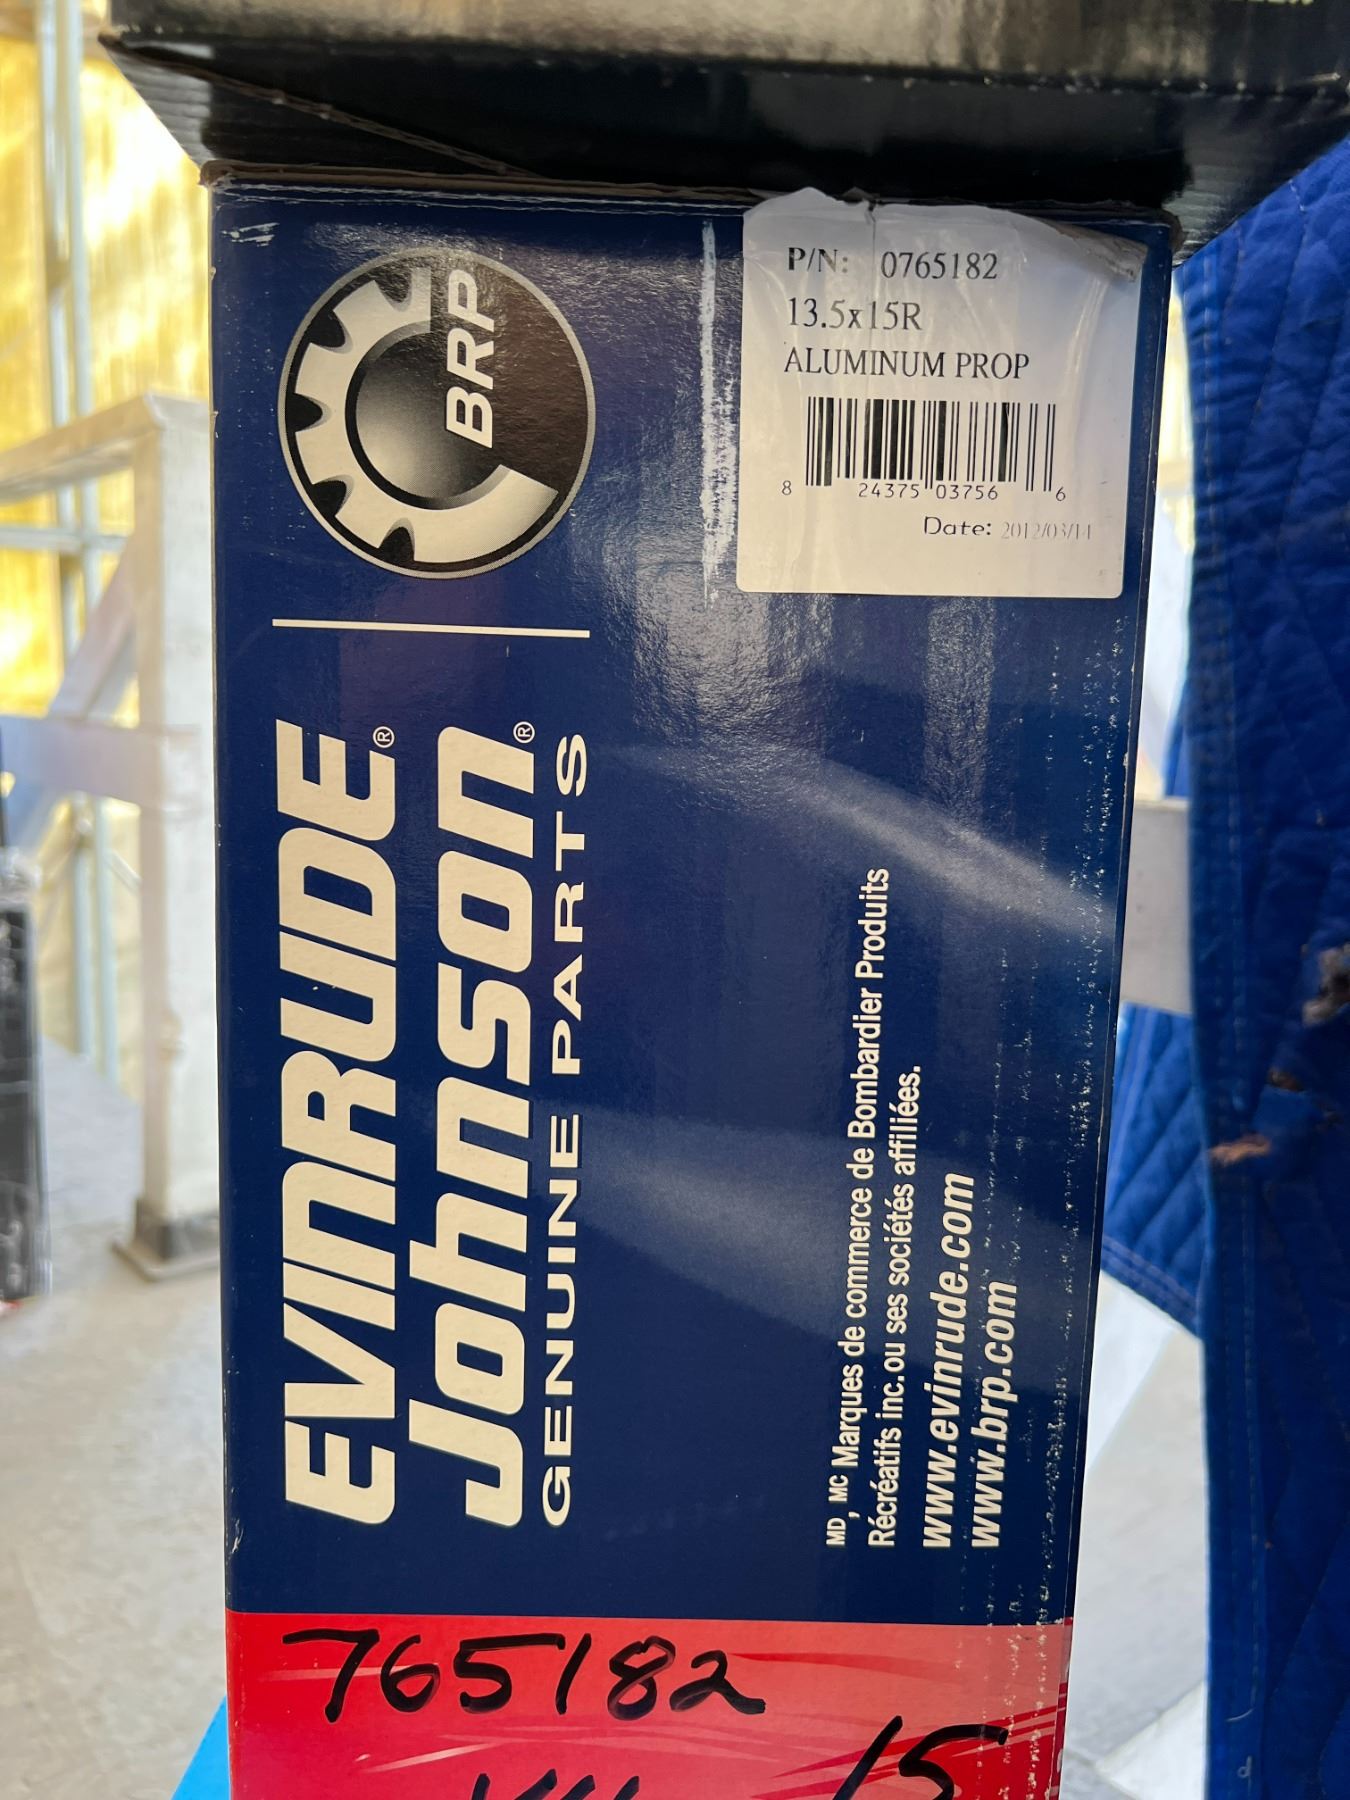 P/N: 0765182
13.5x15R
ALUMINUM PROP
8 24375 03756 6
Date: 2012/03/14
BRP
EVINRUDE®
Johnson®
GENUINE PARTS
MD, MC Marques de commerce de Bombardier Produits
Récréatifs inc. ou ses sociétés affiliées.
www.evinrude.com
www.brp.com
765182
15